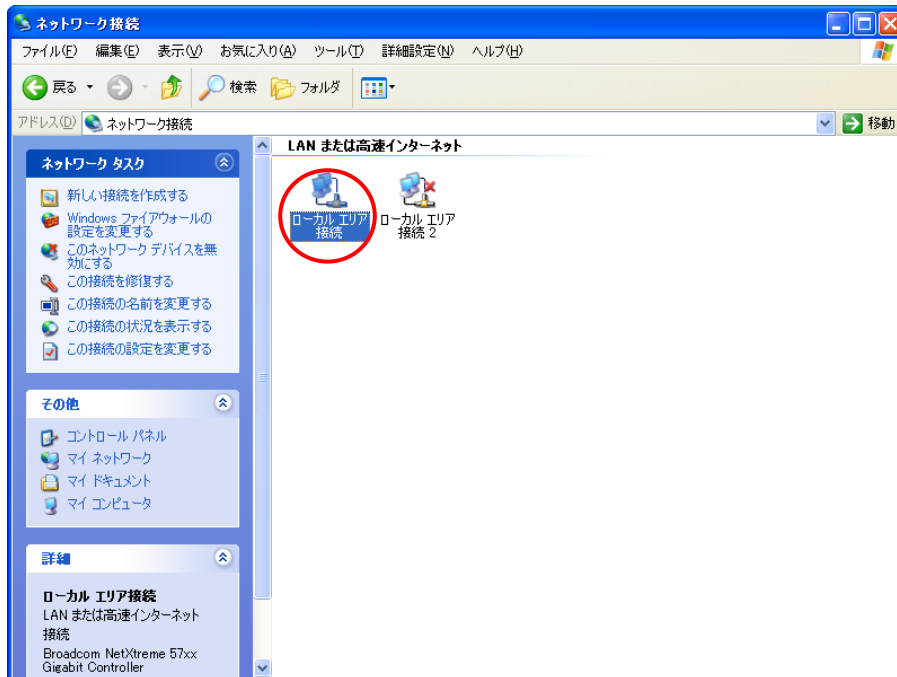 ネットワーク接続
ファイル(F) 編集(E) 表示(V) お気に入り(A) ツール(T) 詳細設定(N) ヘルプ(H)
戻る 検索 フォルダ
アドレス(D) ネットワーク接続 移動
ネットワーク タスク
新しい接続を作成する
Windows ファイアウォールの
設定を変更する
このネットワーク デバイスを無
効にする
この接続を修復する
この接続の名前を変更する
この接続の状況を表示する
この接続の設定を変更する
その他
コントロール パネル
マイ ネットワーク
マイ ドキュメント
マイ コンピュータ
詳細
ローカル エリア接続
LAN または高速インターネット
接続
Broadcom NetXtreme 57xx
Gigabit Controller
LAN または高速インターネット
ローカル エリア
接続
ローカル エリア
接続 2